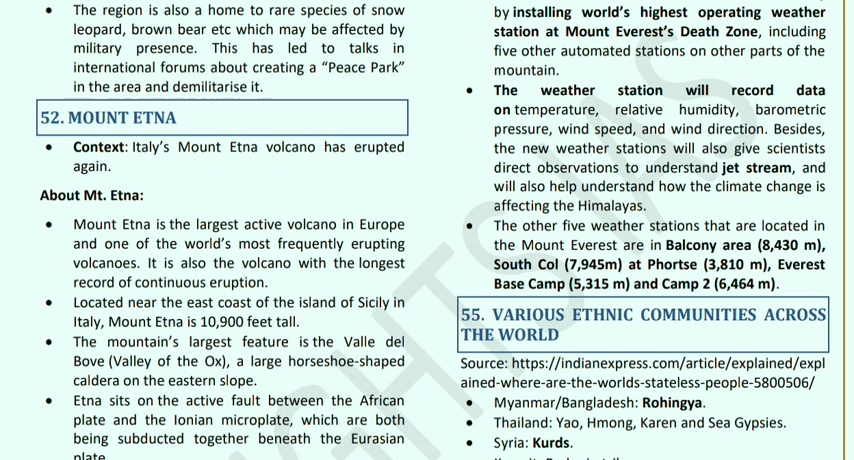 • The region is also a home to rare species of snow
leopard, brown bear etc which may be affected by
military presence. This has led to talks in
international forums about creating a “Peace Park”
in the area and demilitarise it.
52. MOUNT ETNA
• Context: Italy’s Mount Etna volcano has erupted
again.
About Mt. Etna:
• Mount Etna is the largest active volcano in Europe
and one of the world’s most frequently erupting
volcanoes. It is also the volcano with the longest
record of continuous eruption.
• Located near the east coast of the island of Sicily in
Italy, Mount Etna is 10,900 feet tall.
• The mountain’s largest feature is the Valle del
Bove (Valley of the Ox), a large horseshoe-shaped
caldera on the eastern slope.
• Etna sits on the active fault between the African
plate and the Ionian microplate, which are both
being subducted together beneath the Eurasian
plate.
by installing world’s highest operating weather
station at Mount Everest’s Death Zone, including
five other automated stations on other parts of the
mountain.
• The weather station will record data
on temperature, relative humidity, barometric
pressure, wind speed, and wind direction. Besides,
the new weather stations will also give scientists
direct observations to understand jet stream, and
will also help understand how the climate change is
affecting the Himalayas.
• The other five weather stations that are located in
the Mount Everest are in Balcony area (8,430 m),
South Col (7,945m) at Phortse (3,810 m), Everest
Base Camp (5,315 m) and Camp 2 (6,464 m).
55. VARIOUS ETHNIC COMMUNITIES ACROSS
THE WORLD
Source: https://indianexpress.com/article/explained/expl
ained-where-are-the-worlds-stateless-people-5800506/
• Myanmar/Bangladesh: Rohingya.
• Thailand: Yao, Hmong, Karen and Sea Gypsies.
• Syria: Kurds.